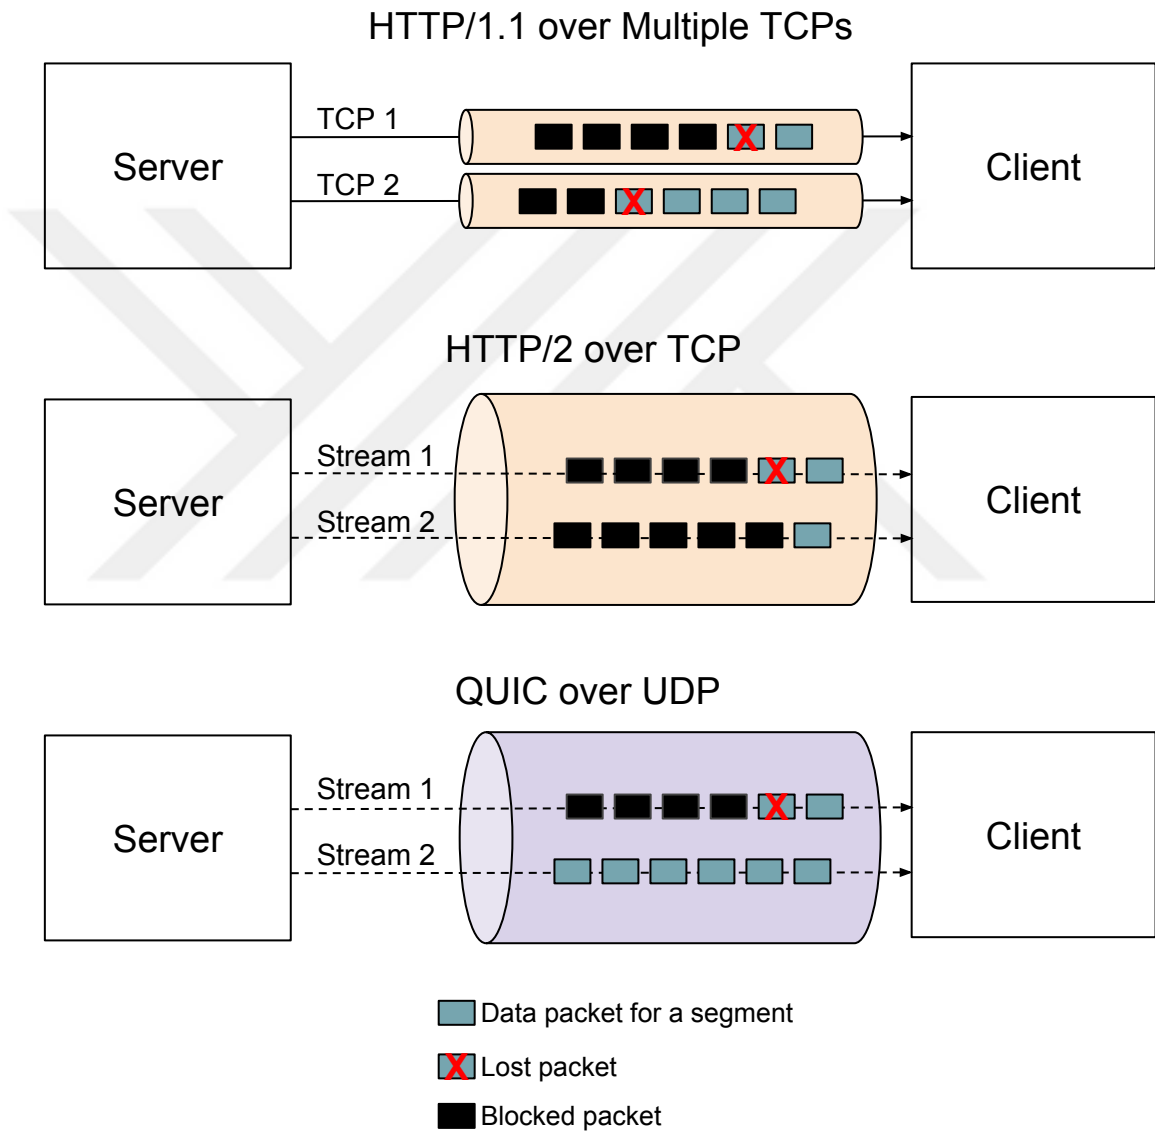 HTTP/1.1 over Multiple TCPs
Server
TCP 1
TCP 2
X
X
Client
HTTP/2 over TCP
Server
Stream 1
Stream 2
X
Client
QUIC over UDP
Server
Stream 1
Stream 2
X
Client
Data packet for a segment
X Lost packet
Blocked packet